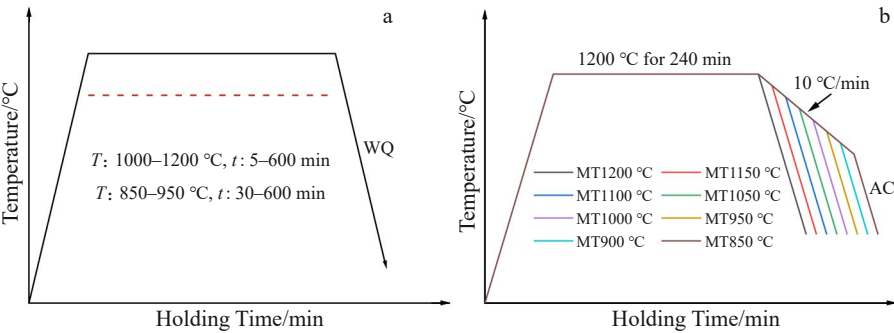 a
Temperature/°C
T: 1000–1200 °C, t: 5–600 min
T: 850–950 °C, t: 30–600 min
WQ
Holding Time/min
b
Temperature/°C
1200 °C for 240 min
10 °C/min
MT1200 °C
MT1150 °C
MT1100 °C
MT1050 °C
MT1000 °C
MT950 °C
MT900 °C
MT850 °C
AC
Holding Time/min